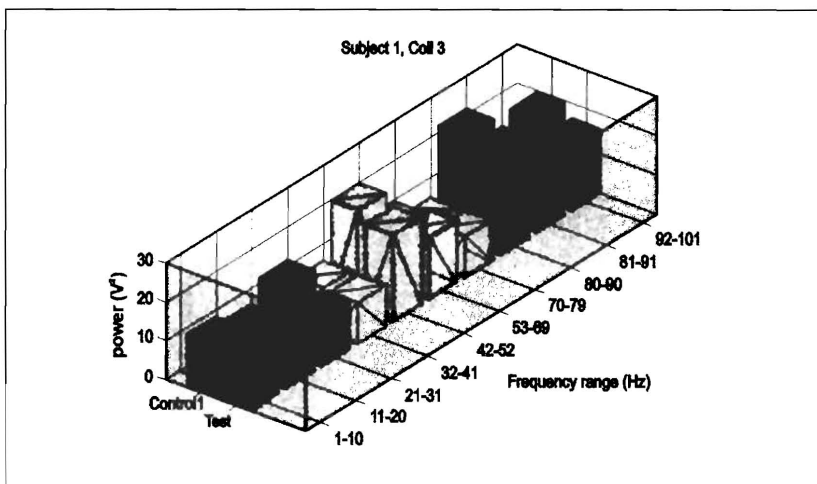 Subject 1, Coil 3
power (V²)
30
20
10
0
Control1
Test
1-10
11-20
21-31
32-41
42-52
53-69
70-79
80-90
81-91
92-101
Frequency range (Hz)